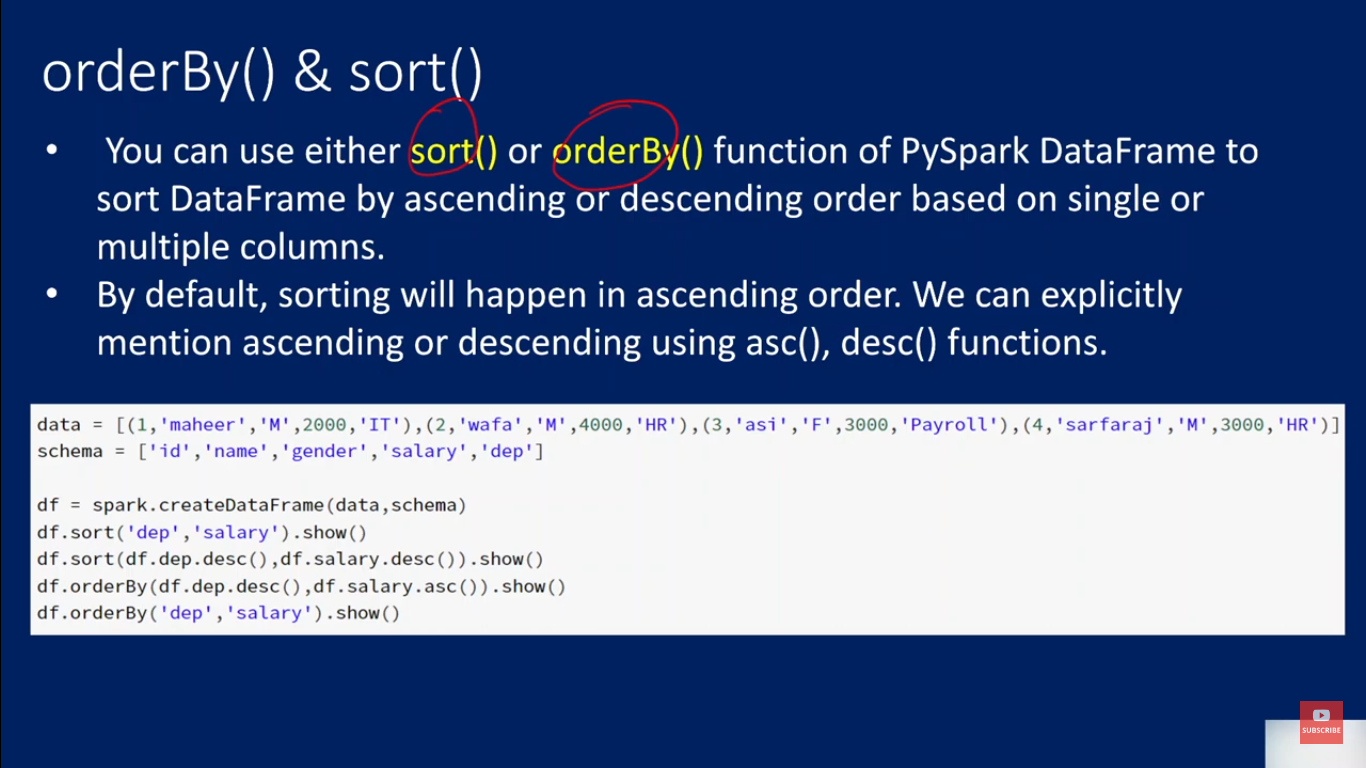 orderBy() & sort()
• You can use either sort() or orderBy() function of PySpark DataFrame to
sort DataFrame by ascending or descending order based on single or
multiple columns.
• By default, sorting will happen in ascending order. We can explicitly
mention ascending or descending using asc(), desc() functions.
data = [(1,'maheer','M',2000,'IT'),(2,'wafa','M',4000,'HR'),(3,'asi','F',3000,'Payroll'),(4,'sarfaraj','M',3000,'HR')]
schema = ['id','name','gender','salary','dep']
df = spark.createDataFrame(data,schema)
df.sort('dep','salary').show()
df.sort(df.dep.desc(),df.salary.desc()).show()
df.orderBy(df.dep.desc(),df.salary.asc()).show()
df.orderBy('dep','salary').show()
SUBSCRIBE